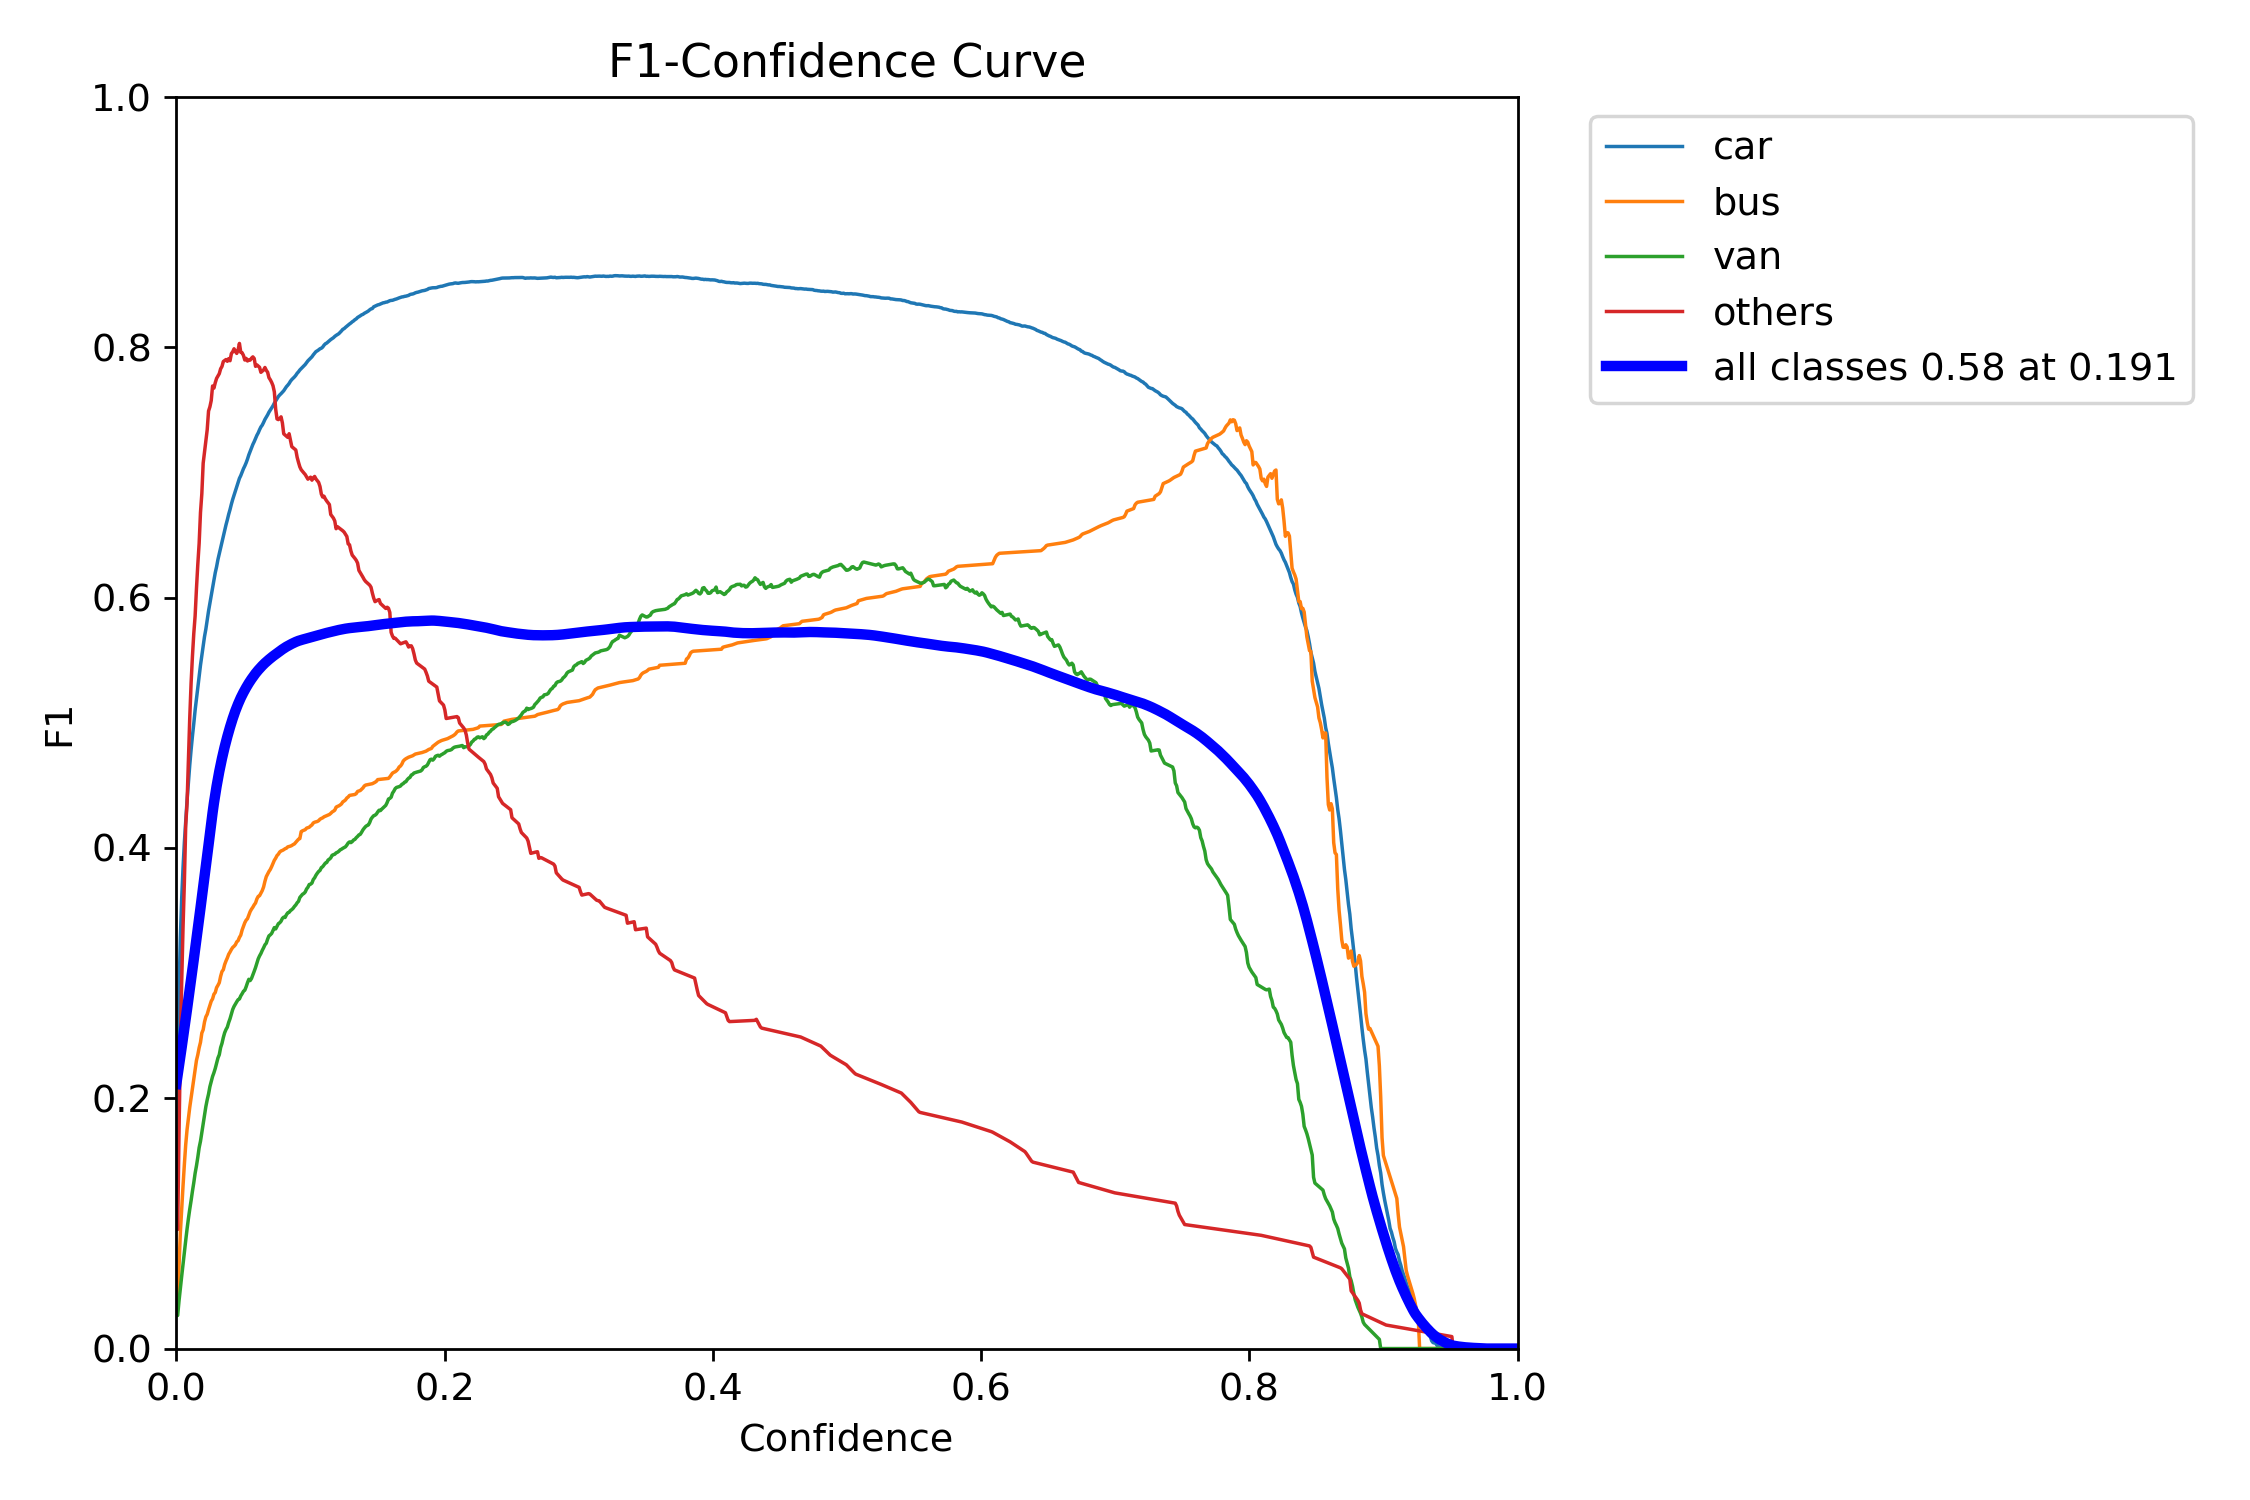 F1-Confidence Curve
1.0
0.8
0.6
0.4
0.2
0.0
F1
0.0 0.2 0.4 0.6 0.8 1.0
Confidence
car
bus
van
others
all classes 0.58 at 0.191